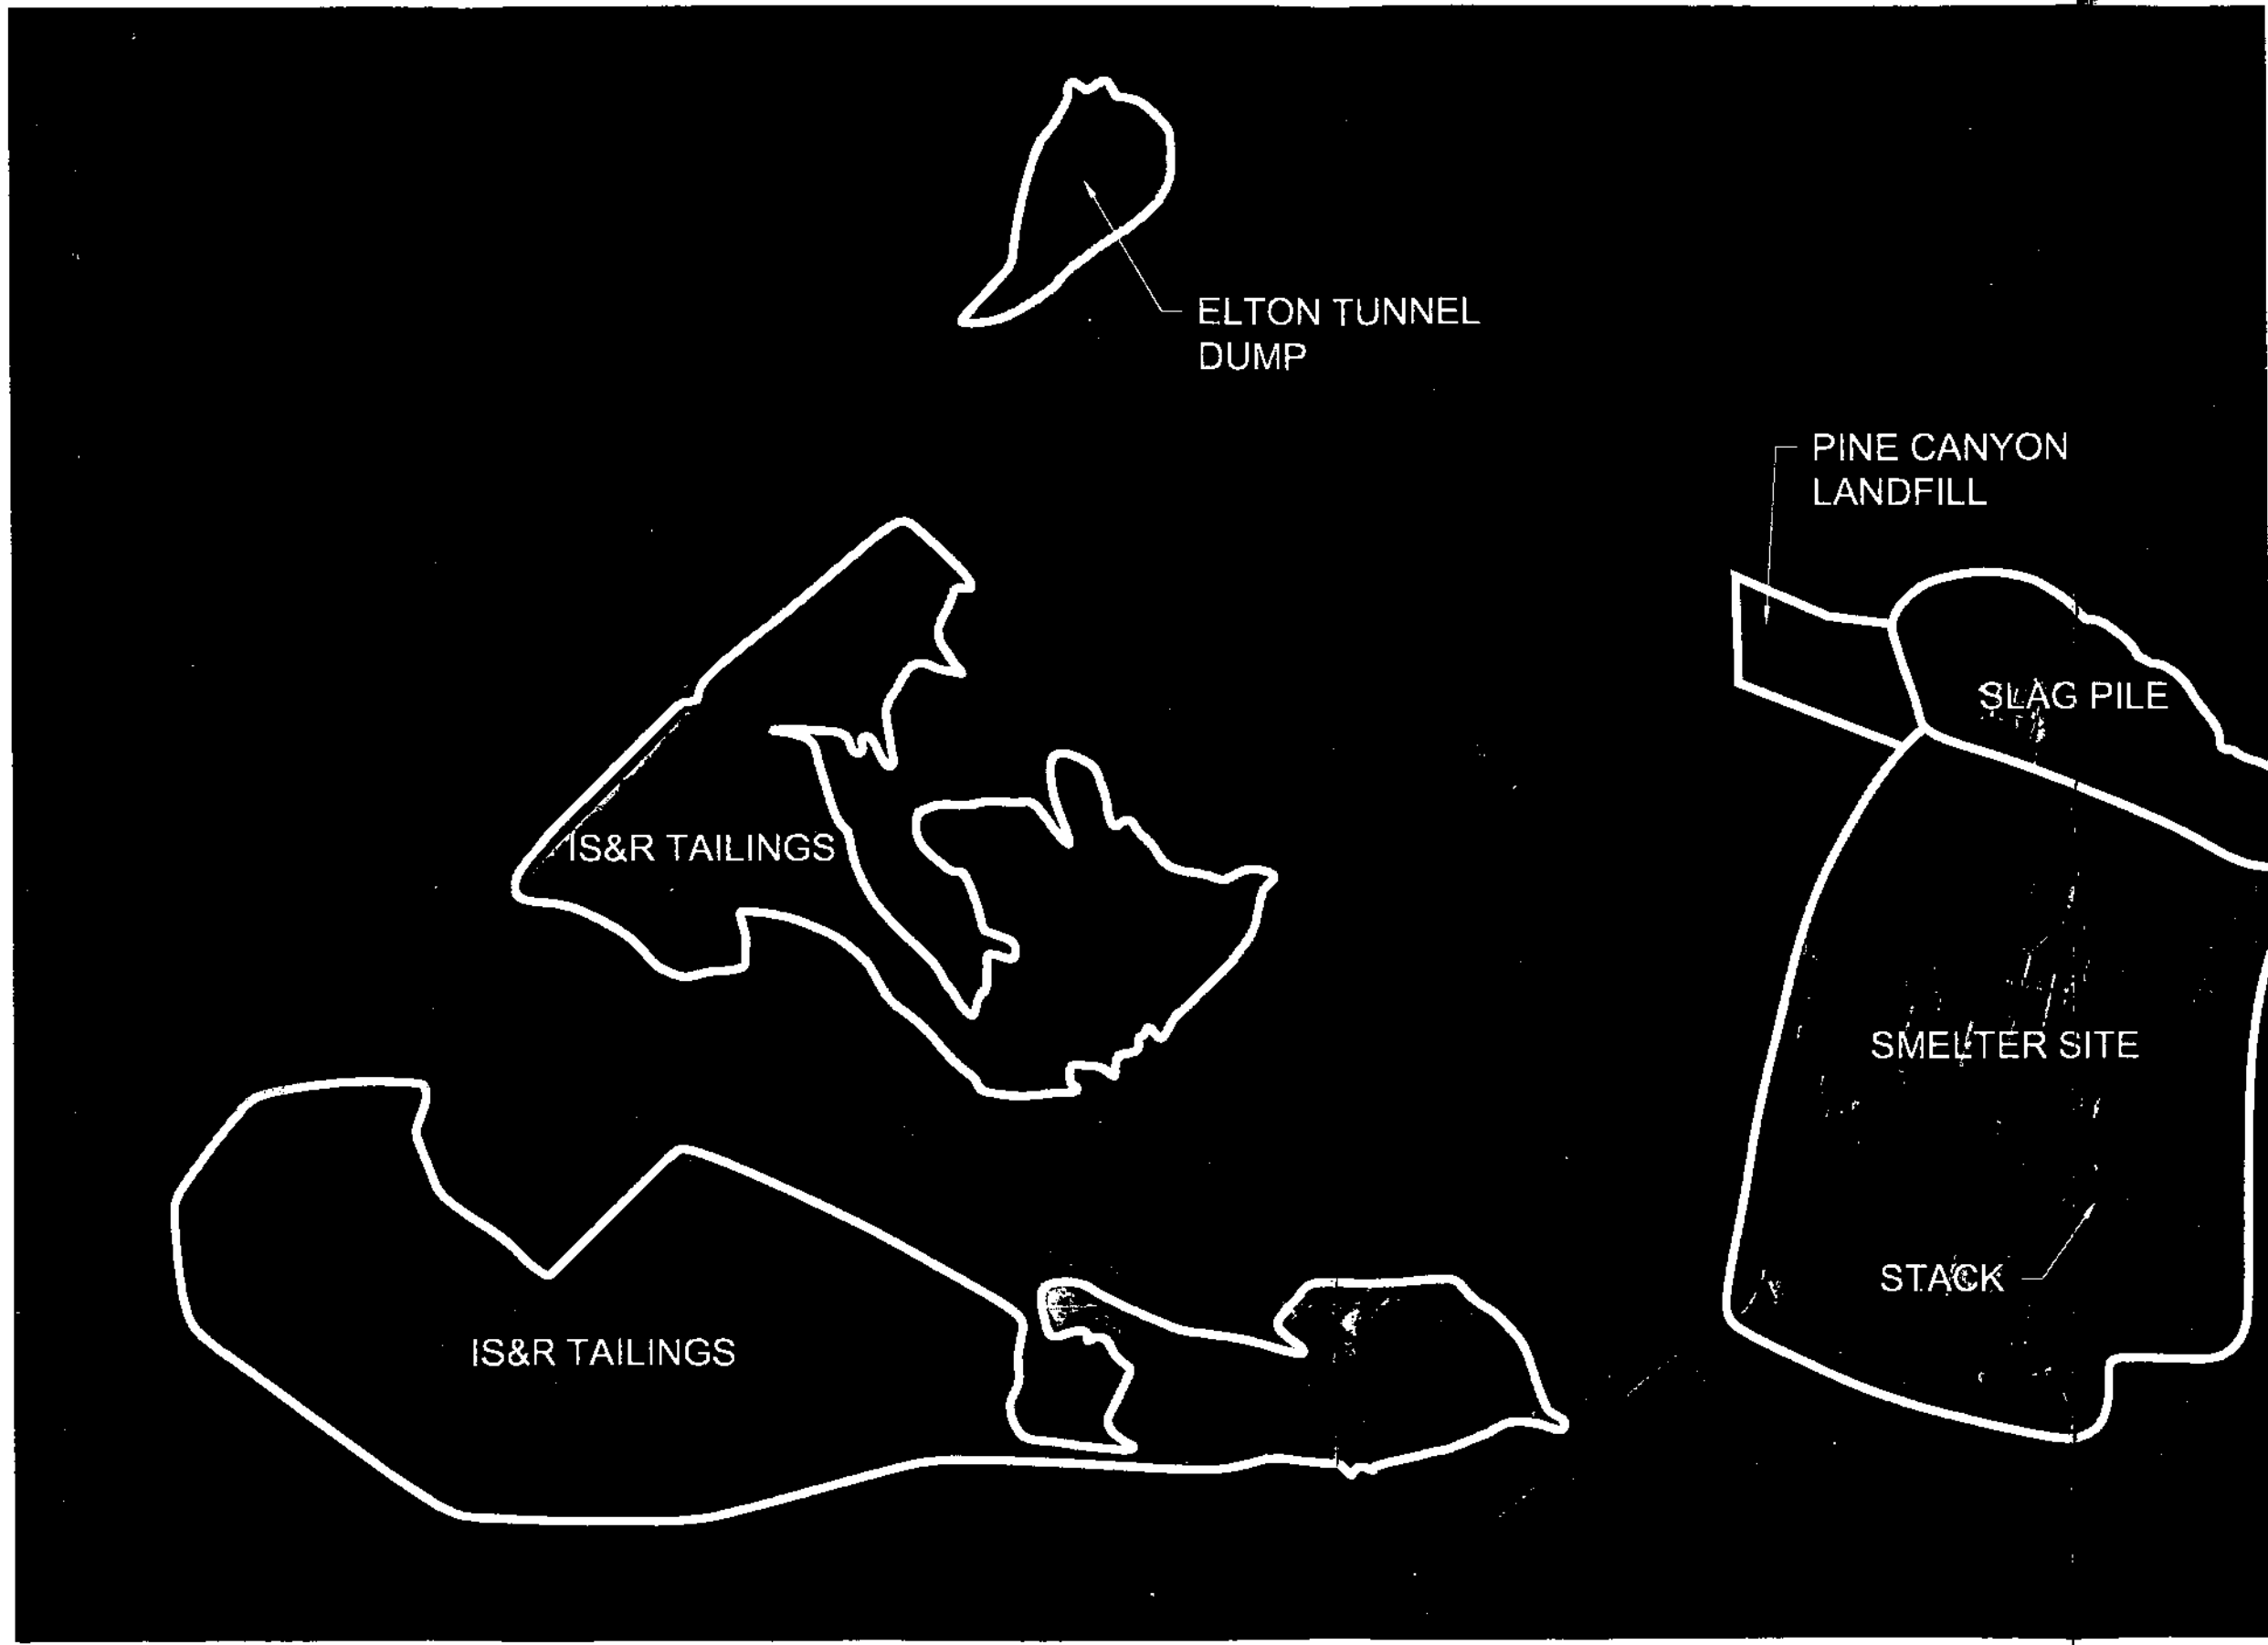 ELTON TUNNEL
DUMP
PINE CANYON
LANDFILL
SLAG PILE
IS&R TAILINGS
SMELTER SITE
STACK
IS&R TAILINGS